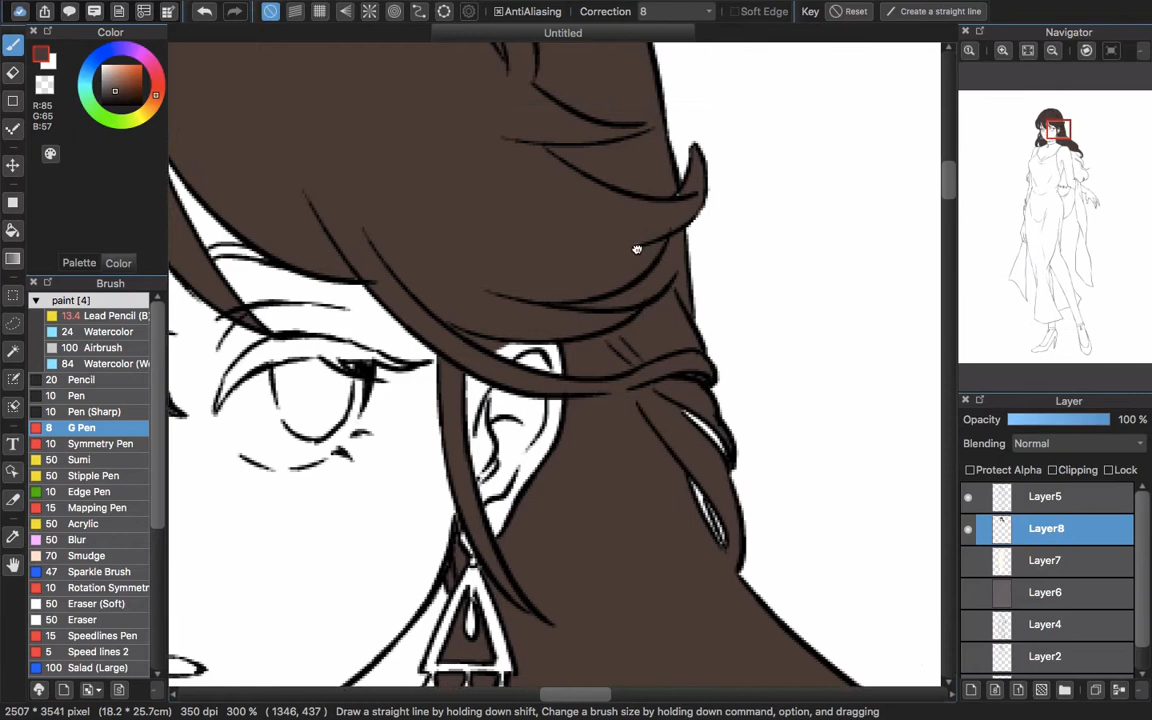 AntiAliasing Correction 8 Soft Edge Key Reset Create a straight line
Color
Untitled
Navigator
R:85
G:65
B:57
Palette Color
Brush
paint [4]
13.4 Lead Pencil (B)
24 Watercolor
100 Airbrush
84 Watercolor (W
20 Pencil
10 Pen
10 Pen (Sharp)
8 G Pen
10 Symmetry Pen
50 Sumi
50 Stipple Pen
10 Edge Pen
15 Mapping Pen
50 Acrylic
50 Blur
70 Smudge
47 Sparkle Brush
10 Rotation Symmetr
50 Eraser (Soft)
50 Eraser
15 Speedlines Pen
5 Speed lines 2
100 Salad (Large)
Layer
Opacity 100 %
Blending Normal
Protect Alpha Clipping Lock
Layer5
Layer8
Layer7
Layer6
Layer4
Layer2
2507 * 3541 pixel (18.2 * 25.7cm) 350 dpi 300 % ( 1346, 437 ) Draw a straight line by holding down shift, Change a brush size by holding down command, option, and dragging